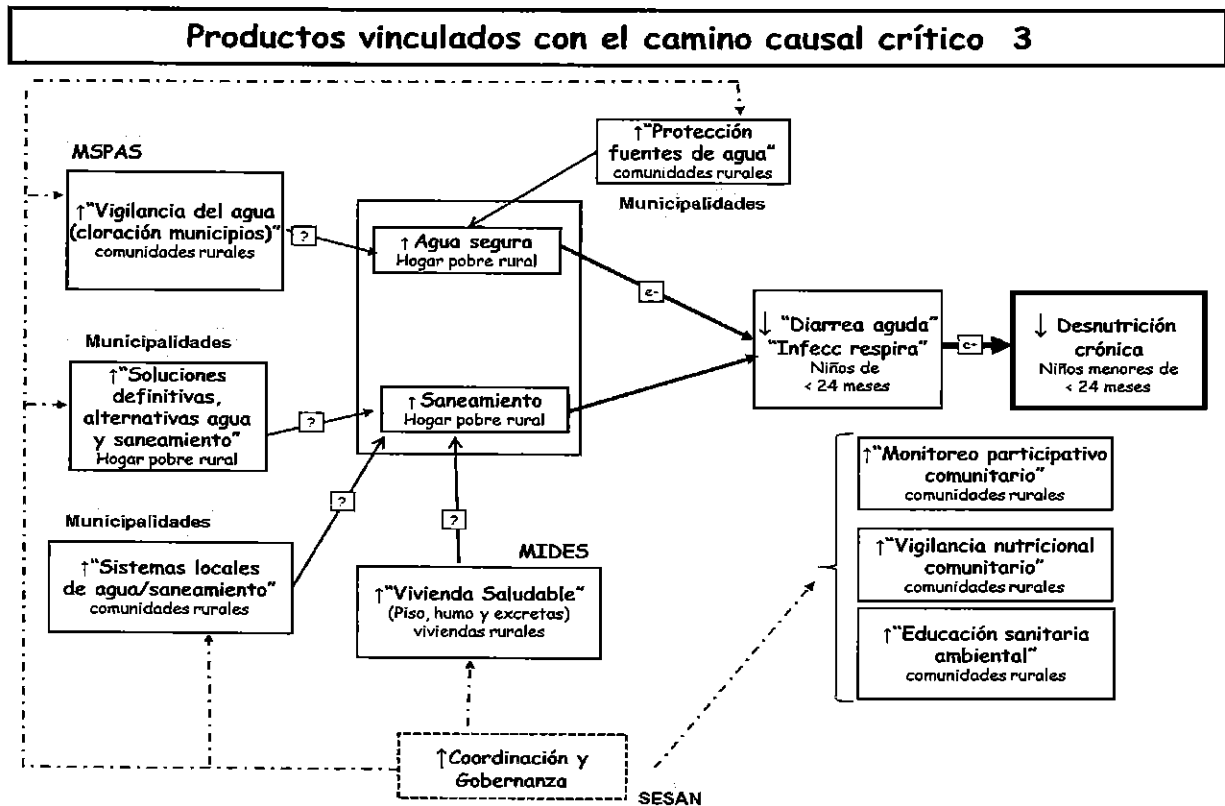 Productos vinculados con el camino causal crítico 3
MSPAS
↑"Vigilancia del agua
(cloración municipios)"
comunidades rurales
?
↑"Protección
fuentes de agua"
comunidades rurales
Municipalidades
↑ Agua segura
Hogar pobre rural
e-
Municipalidades
↑"Soluciones
definitivas,
alternativas agua
y saneamiento"
Hogar pobre rural
?
↑ Saneamiento
Hogar pobre rural
↓ "Diarrea aguda"
"Infecc respira"
Niños de
< 24 meses
e+
↓ Desnutrición
crónica
Niños menores de
< 24 meses
Municipalidades
↑"Sistemas locales
de agua/saneamiento"
comunidades rurales
?
?
MIDES
↑"Vivienda Saludable"
(Piso, humo y excretas)
viviendas rurales
↑"Monitoreo participativo
comunitario"
comunidades rurales
↑"Vigilancia nutricional
comunitario"
comunidades rurales
↑"Educación sanitaria
ambiental"
comunidades rurales
↑Coordinación y
Gobernanza
SESAN